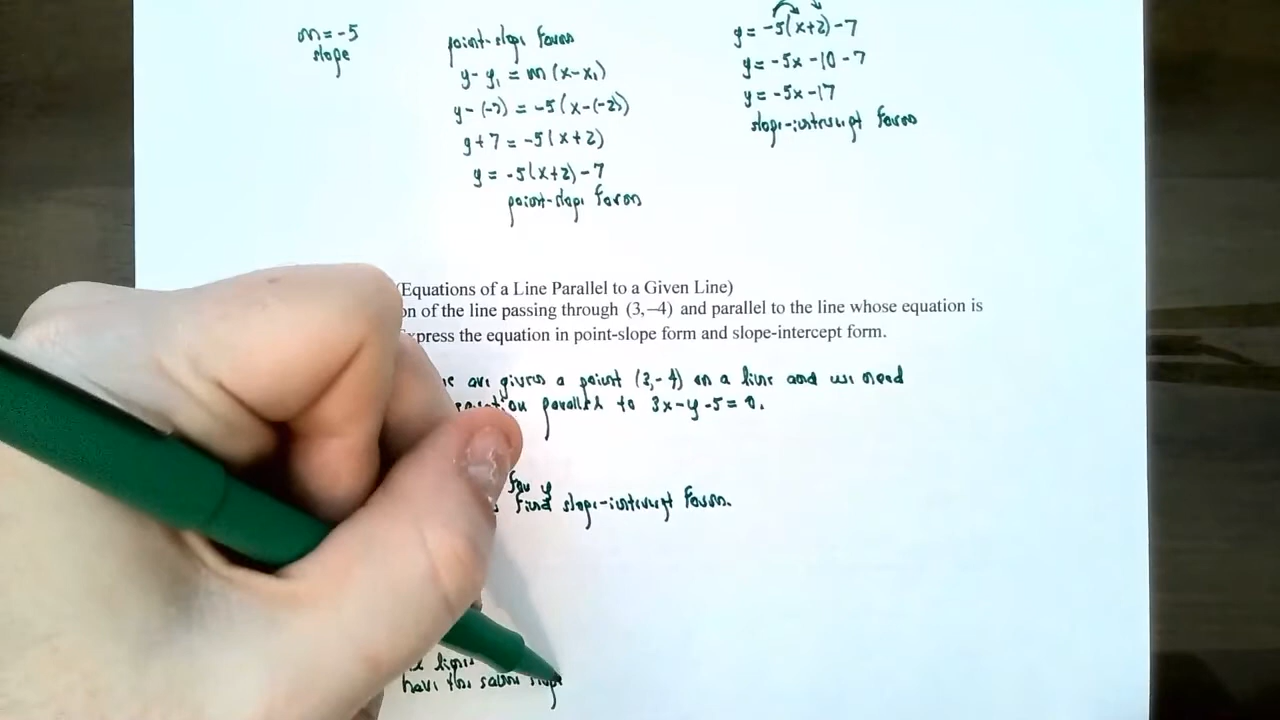 m = -5
slope
point-slope form
y - y₁ = m(x - x₁)
y - (-7) = -5(x - (-2))
y + 7 = -5(x + 2)
y = -5(x + 2) - 7
point-slope form
y = -5(x + 2) - 7
y = -5x - 10 - 7
y = -5x - 17
slope-intercept form
(Equations of a Line Parallel to a Given Line)
of the line passing through (3,−4) and parallel to the line whose equation is
xpress the equation in point-slope form and slope-intercept form.
are given a point (3,-4) on a line and we need
parallel to 3x - y - 5 = 0.
for y
find slope-intercept form.
lines
have the same slope